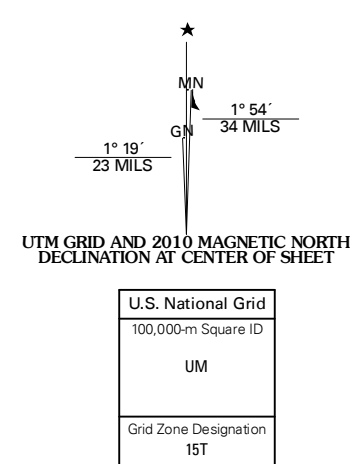 ★
MN
1° 54´
34 MILS
GN
1° 19´
23 MILS
UTM GRID AND 2010 MAGNETIC NORTH
DECLINATION AT CENTER OF SHEET
U.S. National Grid
100,000-m Square ID
UM
Grid Zone Designation
15T